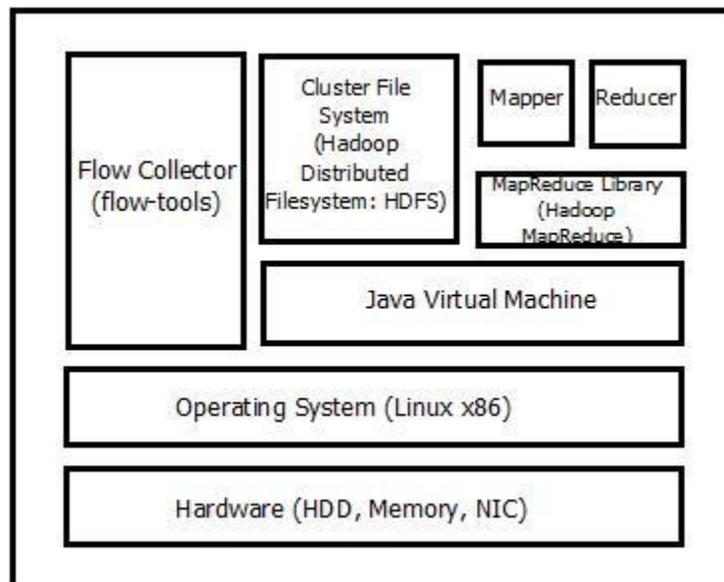 Flow Collector
(flow-tools)
Cluster File
System
(Hadoop
Distributed
Filesystem: HDFS)
Mapper
Reducer
MapReduce Library
(Hadoop
MapReduce)
Java Virtual Machine
Operating System (Linux x86)
Hardware (HDD, Memory, NIC)